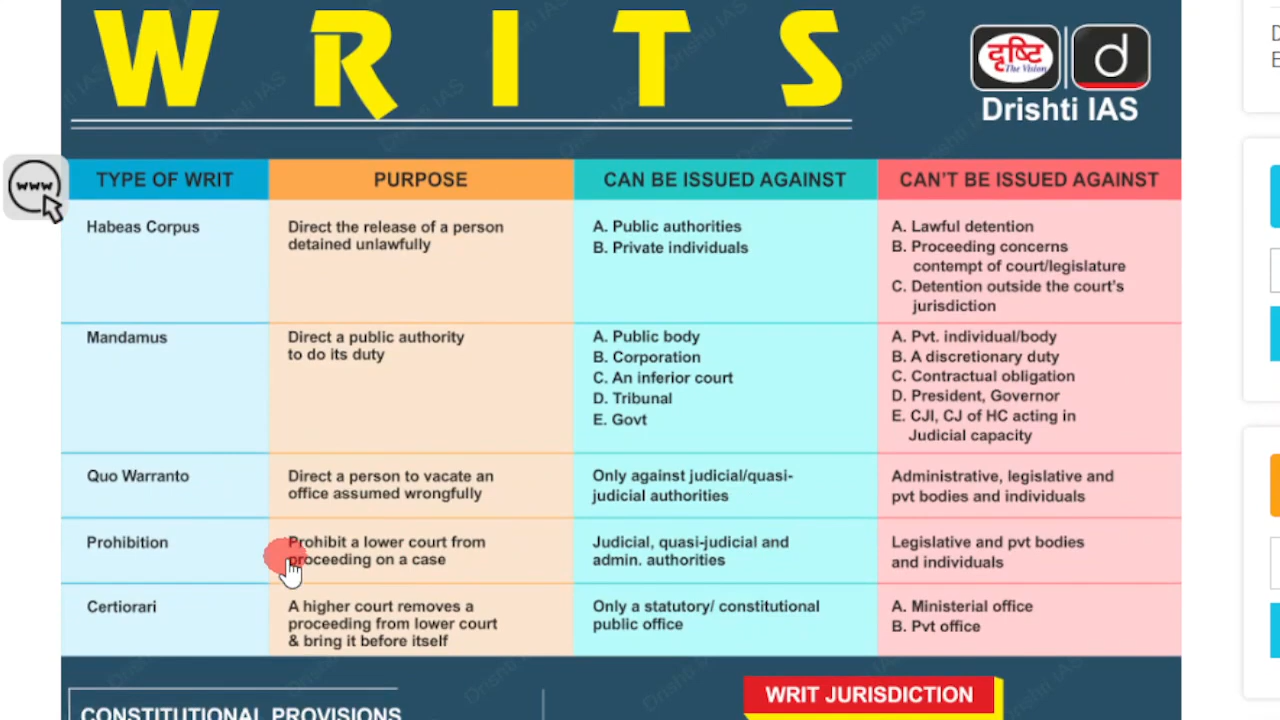 W R I T S
दृष्टि
The Vision
d
Drishti IAS
www
TYPE OF WRIT
PURPOSE
CAN BE ISSUED AGAINST
CAN'T BE ISSUED AGAINST
Habeas Corpus
Direct the release of a person
detained unlawfully
A. Public authorities
B. Private individuals
A. Lawful detention
B. Proceeding concerns
contempt of court/legislature
C. Detention outside the court's
jurisdiction
Mandamus
Direct a public authority
to do its duty
A. Public body
B. Corporation
C. An inferior court
D. Tribunal
E. Govt
A. Pvt. individual/body
B. A discretionary duty
C. Contractual obligation
D. President, Governor
E. CJI, CJ of HC acting in
Judicial capacity
Quo Warranto
Direct a person to vacate an
office assumed wrongfully
Only against judicial/quasi-
judicial authorities
Administrative, legislative and
pvt bodies and individuals
Prohibition
Prohibit a lower court from
proceeding on a case
Judicial, quasi-judicial and
admin. authorities
Legislative and pvt bodies
and individuals
Certiorari
A higher court removes a
proceeding from lower court
& bring it before itself
Only a statutory/ constitutional
public office
A. Ministerial office
B. Pvt office
CONSTITUTIONAL PROVISIONS
WRIT JURISDICTION